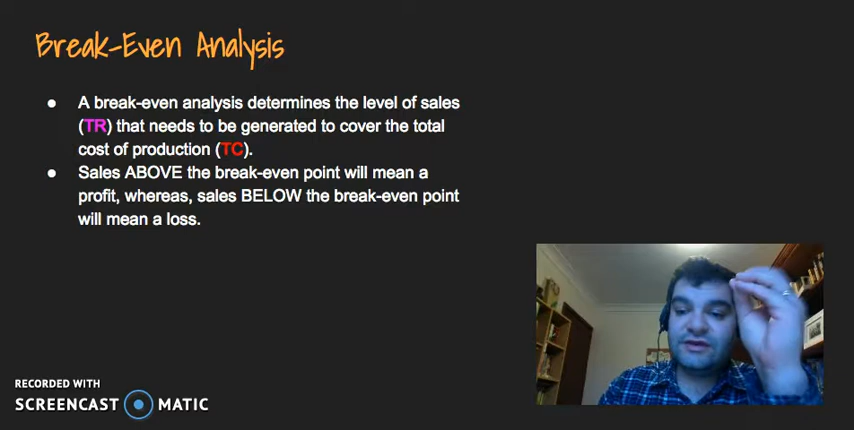 Break-Even Analysis
● A break-even analysis determines the level of sales
(TR) that needs to be generated to cover the total
cost of production (TC).
● Sales ABOVE the break-even point will mean a
profit, whereas, sales BELOW the break-even point
will mean a loss.
RECORDED WITH
SCREENCAST MATIC